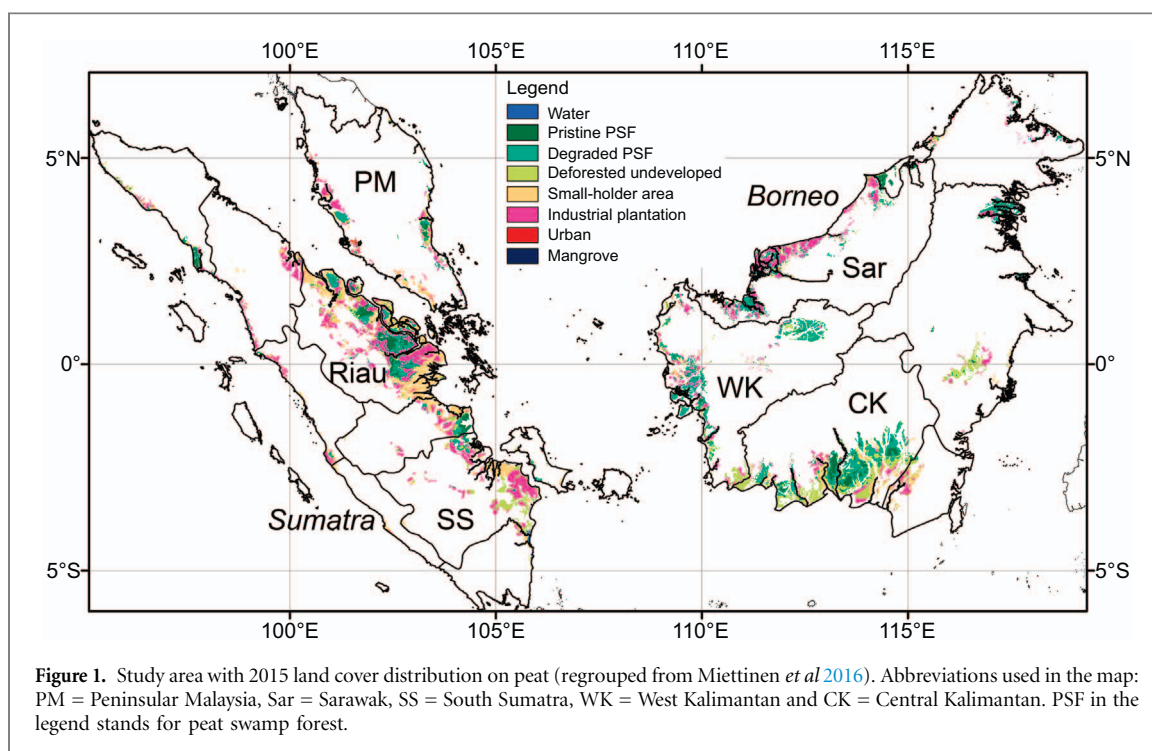 100°E 105°E 110°E 115°E
Legend
Water
Pristine PSF
Degraded PSF
Deforested undeveloped
Small-holder area
Industrial plantation
Urban
Mangrove
5°N 5°N
PM
Borneo
Sar
0° 0°
Riau
WK
CK
Sumatra
SS
5°S 5°S
100°E 105°E 110°E 115°E
Figure 1. Study area with 2015 land cover distribution on peat (regrouped from Miettinen et al 2016). Abbreviations used in the map:
PM = Peninsular Malaysia, Sar = Sarawak, SS = South Sumatra, WK = West Kalimantan and CK = Central Kalimantan. PSF in the
legend stands for peat swamp forest.